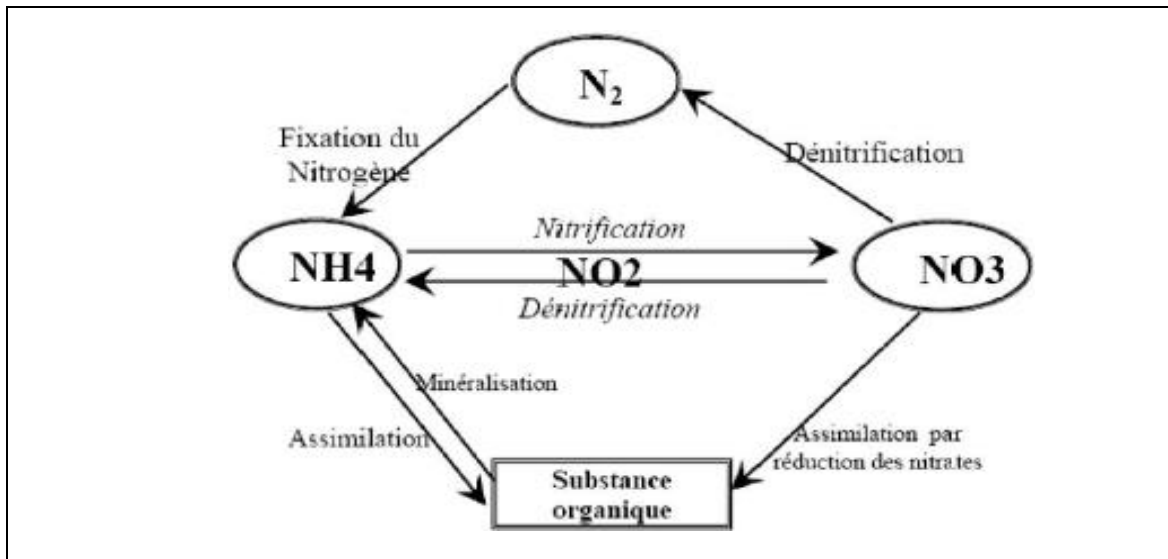 N₂
Fixation du
Nitrogène
Dénitrification
Nitrification
NH4
NO2
NO3
Dénitrification
Minéralisation
Assimilation
Assimilation par
réduction des nitrates
Substance
organique